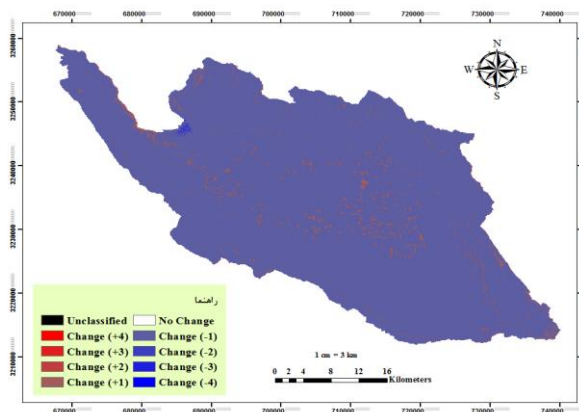 670000 680000 690000 700000 710000 720000 730000 740000
3260000
3250000
3240000
3230000
3220000
3210000
N
W E
S
راهنما
Unclassified No Change
Change (+4) Change (-1)
Change (+3) Change (-2)
Change (+2) Change (-3)
Change (+1) Change (-4)
1 cm = 3 km
0 2 4 8 12 16
Kilometers
670000 680000 690000 700000 710000 720000 730000 740000